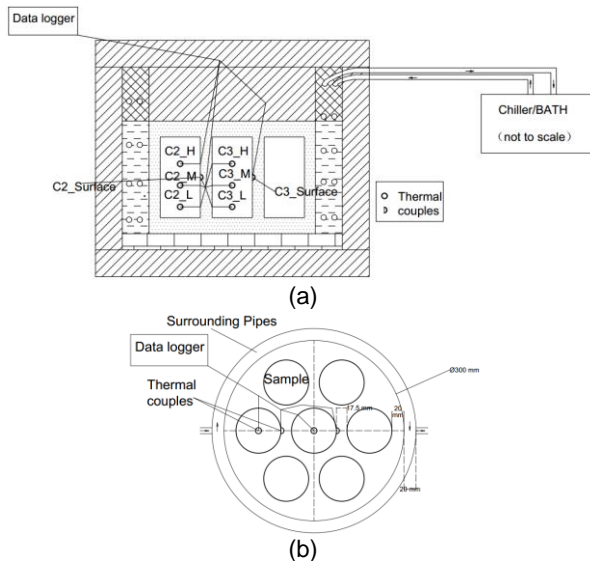 Data logger
Chiller/BATH
(not to scale)
C2_H
C3_H
C2_M
C3_M
C2_Surface
C3_Surface
C2_L
C3_L
Thermal
couples
(a)
Surrounding Pipes
Data logger
Sample
Thermal
couples
Ø300 mm
17.5 mm
20
mm
20 mm
(b)